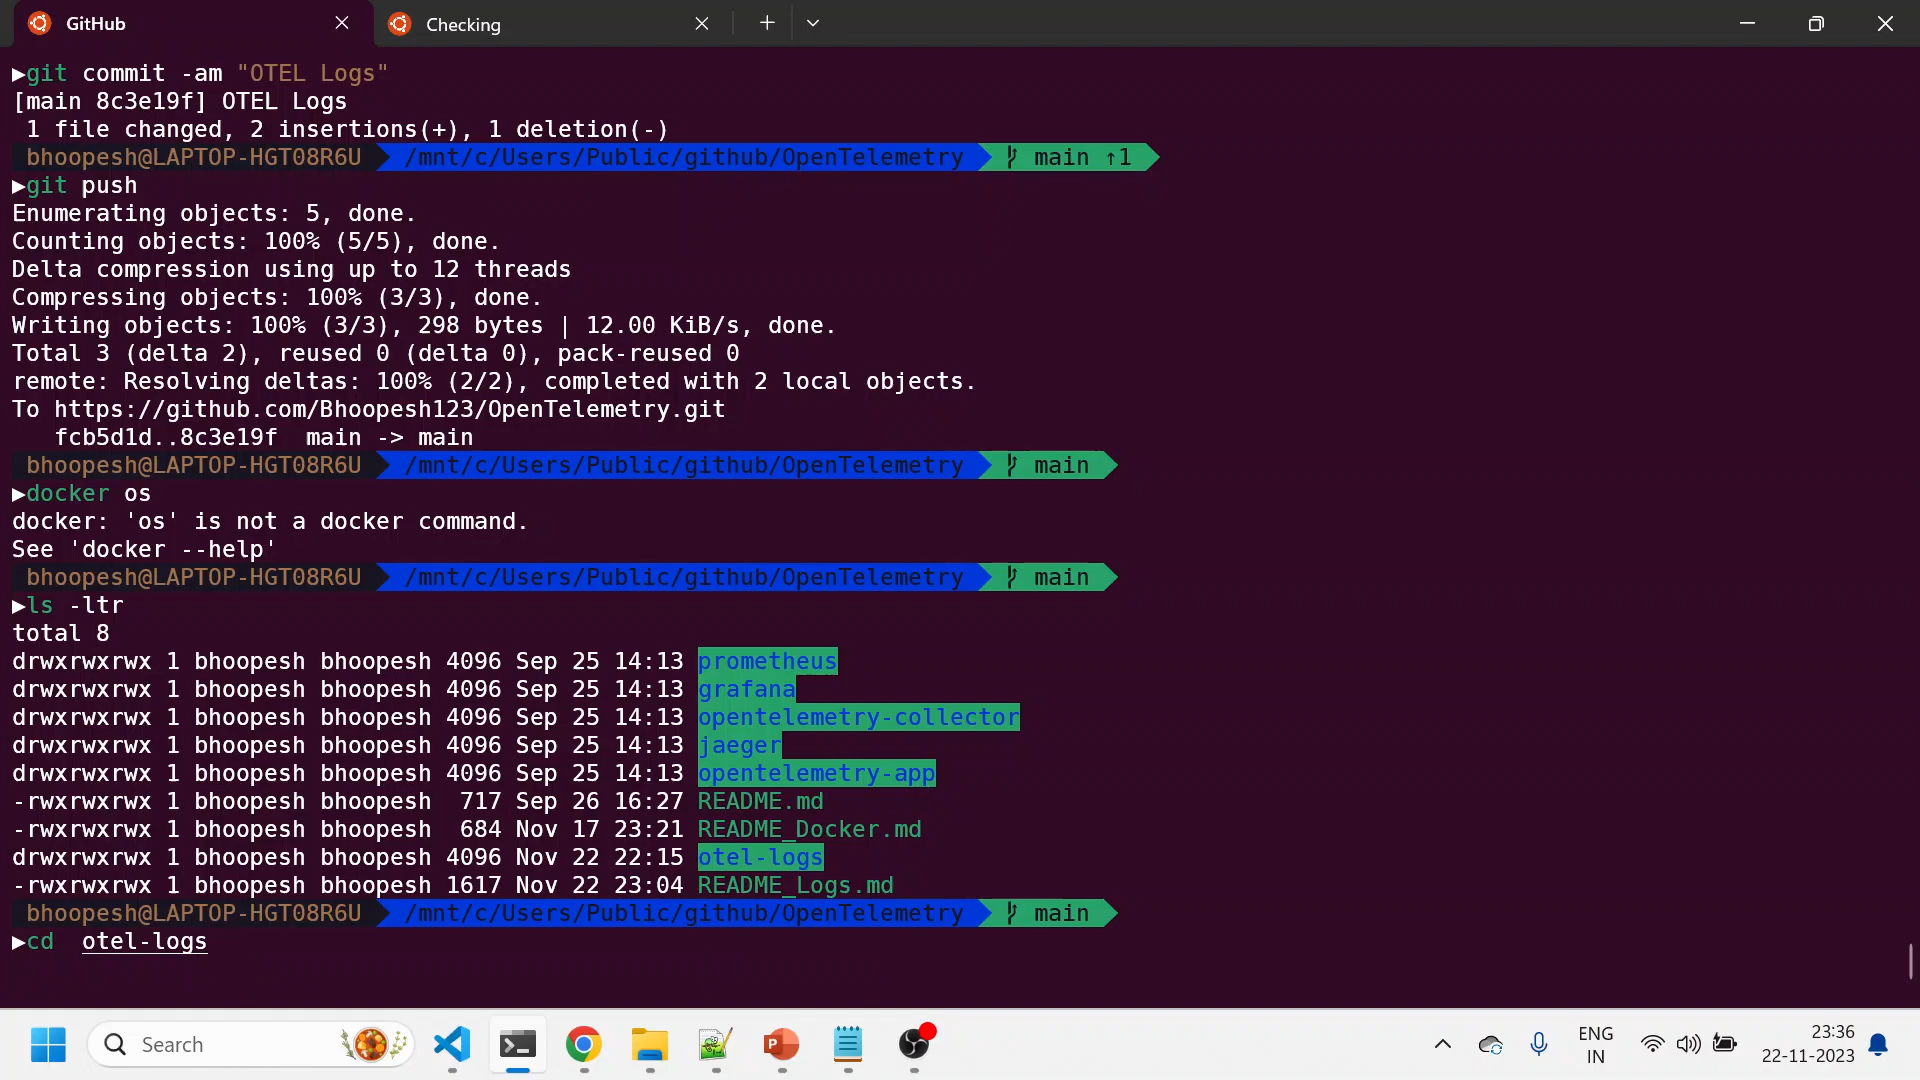 GitHub
Checking
▶git commit -am "OTEL Logs"
[main 8c3e19f] OTEL Logs
 1 file changed, 2 insertions(+), 1 deletion(-)
bhoopesh@LAPTOP-HGT08R6U /mnt/c/Users/Public/github/OpenTelemetry main ↑1
▶git push
Enumerating objects: 5, done.
Counting objects: 100% (5/5), done.
Delta compression using up to 12 threads
Compressing objects: 100% (3/3), done.
Writing objects: 100% (3/3), 298 bytes | 12.00 KiB/s, done.
Total 3 (delta 2), reused 0 (delta 0), pack-reused 0
remote: Resolving deltas: 100% (2/2), completed with 2 local objects.
To https://github.com/Bhoopesh123/OpenTelemetry.git
   fcb5d1d..8c3e19f  main -> main
bhoopesh@LAPTOP-HGT08R6U /mnt/c/Users/Public/github/OpenTelemetry main
▶docker os
docker: 'os' is not a docker command.
See 'docker --help'
bhoopesh@LAPTOP-HGT08R6U /mnt/c/Users/Public/github/OpenTelemetry main
▶ls -ltr
total 8
drwxrwxrwx 1 bhoopesh bhoopesh 4096 Sep 25 14:13 prometheus
drwxrwxrwx 1 bhoopesh bhoopesh 4096 Sep 25 14:13 grafana
drwxrwxrwx 1 bhoopesh bhoopesh 4096 Sep 25 14:13 opentelemetry-collector
drwxrwxrwx 1 bhoopesh bhoopesh 4096 Sep 25 14:13 jaeger
drwxrwxrwx 1 bhoopesh bhoopesh 4096 Sep 25 14:13 opentelemetry-app
-rwxrwxrwx 1 bhoopesh bhoopesh  717 Sep 26 16:27 README.md
-rwxrwxrwx 1 bhoopesh bhoopesh  684 Nov 17 23:21 README_Docker.md
drwxrwxrwx 1 bhoopesh bhoopesh 4096 Nov 22 22:15 otel-logs
-rwxrwxrwx 1 bhoopesh bhoopesh 1617 Nov 22 23:04 README_Logs.md
bhoopesh@LAPTOP-HGT08R6U /mnt/c/Users/Public/github/OpenTelemetry main
▶cd  otel-logs
Search
ENG
IN
23:36
22-11-2023